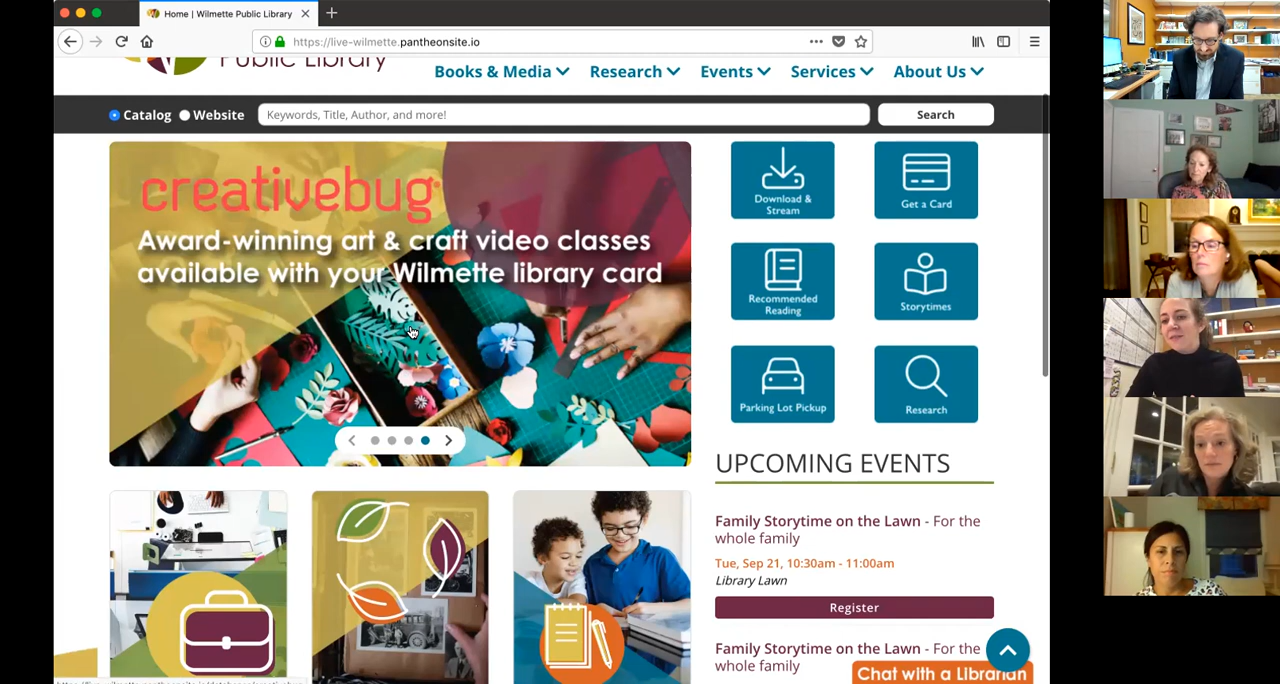 Home | Wilmette Public Library
https://live-wilmette.pantheonsite.io
Public Library
Books & Media
Research
Events
Services
About Us
Catalog
Website
Keywords, Title, Author, and more!
Search
creativebug
Award-winning art & craft video classes
available with your Wilmette library card
Download &
Stream
Get a Card
Recommended
Reading
Storytimes
Parking Lot Pickup
Research
UPCOMING EVENTS
Family Storytime on the Lawn - For the
whole family
Tue, Sep 21, 10:30am - 11:00am
Library Lawn
Register
Family Storytime on the Lawn - For the
whole family
Chat with a Librarian